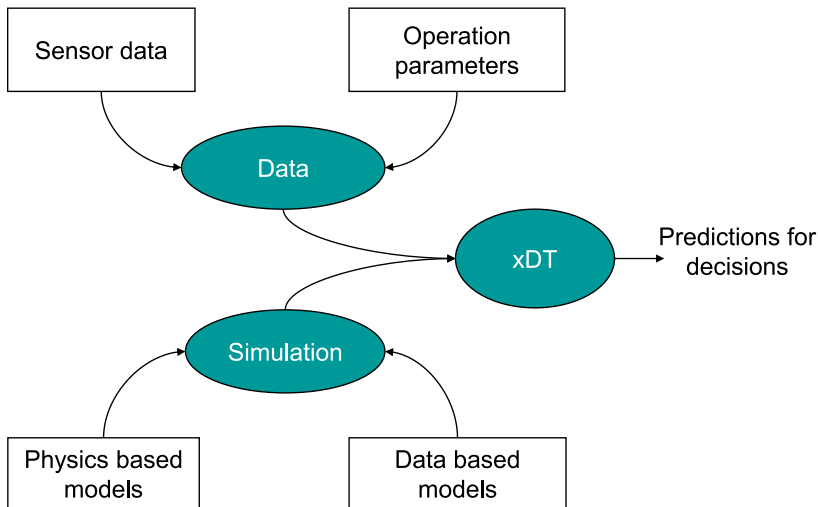 Sensor data
Operation
parameters
Data
xDT
Predictions for
decisions
Simulation
Physics based
models
Data based
models